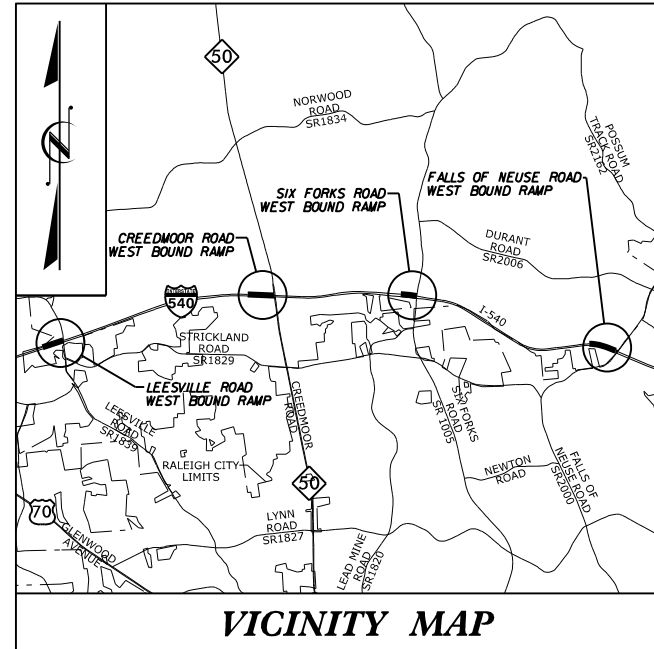 50
NORWOOD
ROAD
SR1834
POSSUM
TRACK ROAD
SR2162
FALLS OF NEUSE ROAD
WEST BOUND RAMP
SIX FORKS ROAD
WEST BOUND RAMP
CREEDMOOR ROAD
WEST BOUND RAMP
DURANT
ROAD
SR2006
INTERSTATE
540
I-540
STRICKLAND
ROAD
SR1829
LEESVILLE ROAD
WEST BOUND RAMP
CREEDMOOR
ROAD
LEESVILLE
ROAD
SR1839
SIX FORKS
ROAD
SR 1005
RALEIGH CITY
LIMITS
NEWTON
ROAD
FALLS OF
NEUSE ROAD
SR2000
50
70
GLENWOOD
AVENUE
LYNN
ROAD
SR1827
LEAD MINE
ROAD
SR1820
VICINITY MAP